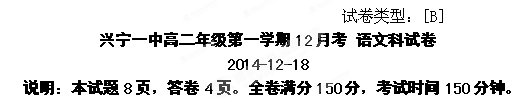 试卷类型：[B]
兴宁一中高二年级第一学期12月考 语文科试卷
2014-12-18
说明：本试题8页，答卷4页。全卷满分150分，考试时间150分钟。